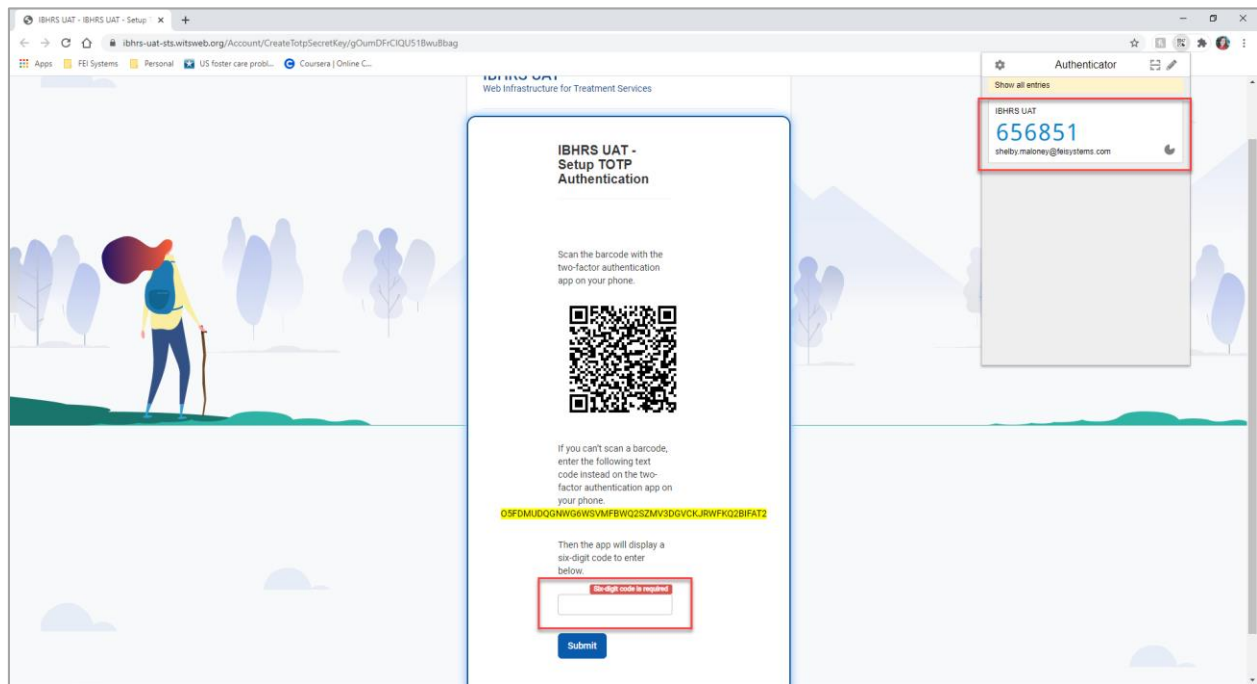 IBHRS UAT - IBHRS UAT - Setup
ibhrs-uat-sts.witsweb.org/Account/CreateTotpSecretKey/gOumDFrCIQUS1BwuBbag
Apps FEI Systems Personal US foster care probl... Coursera | Online C...
IBHRS UAT
Web Infrastructure for Treatment Services
IBHRS UAT -
Setup TOTP
Authentication
Scan the barcode with the
two-factor authentication
app on your phone.
If you can't scan a barcode,
enter the following text
code instead on the two-
factor authentication app on
your phone.
O5FDMUDQGNWG6WSVMFBWQ2SZMV3DGVCKJRWFKQ2BIFAT2
Then the app will display a
six-digit code to enter
below.
Six-digit code is required
Submit
Authenticator
Show all entries
IBHRS UAT
656851
shelby.maloney@feisystems.com